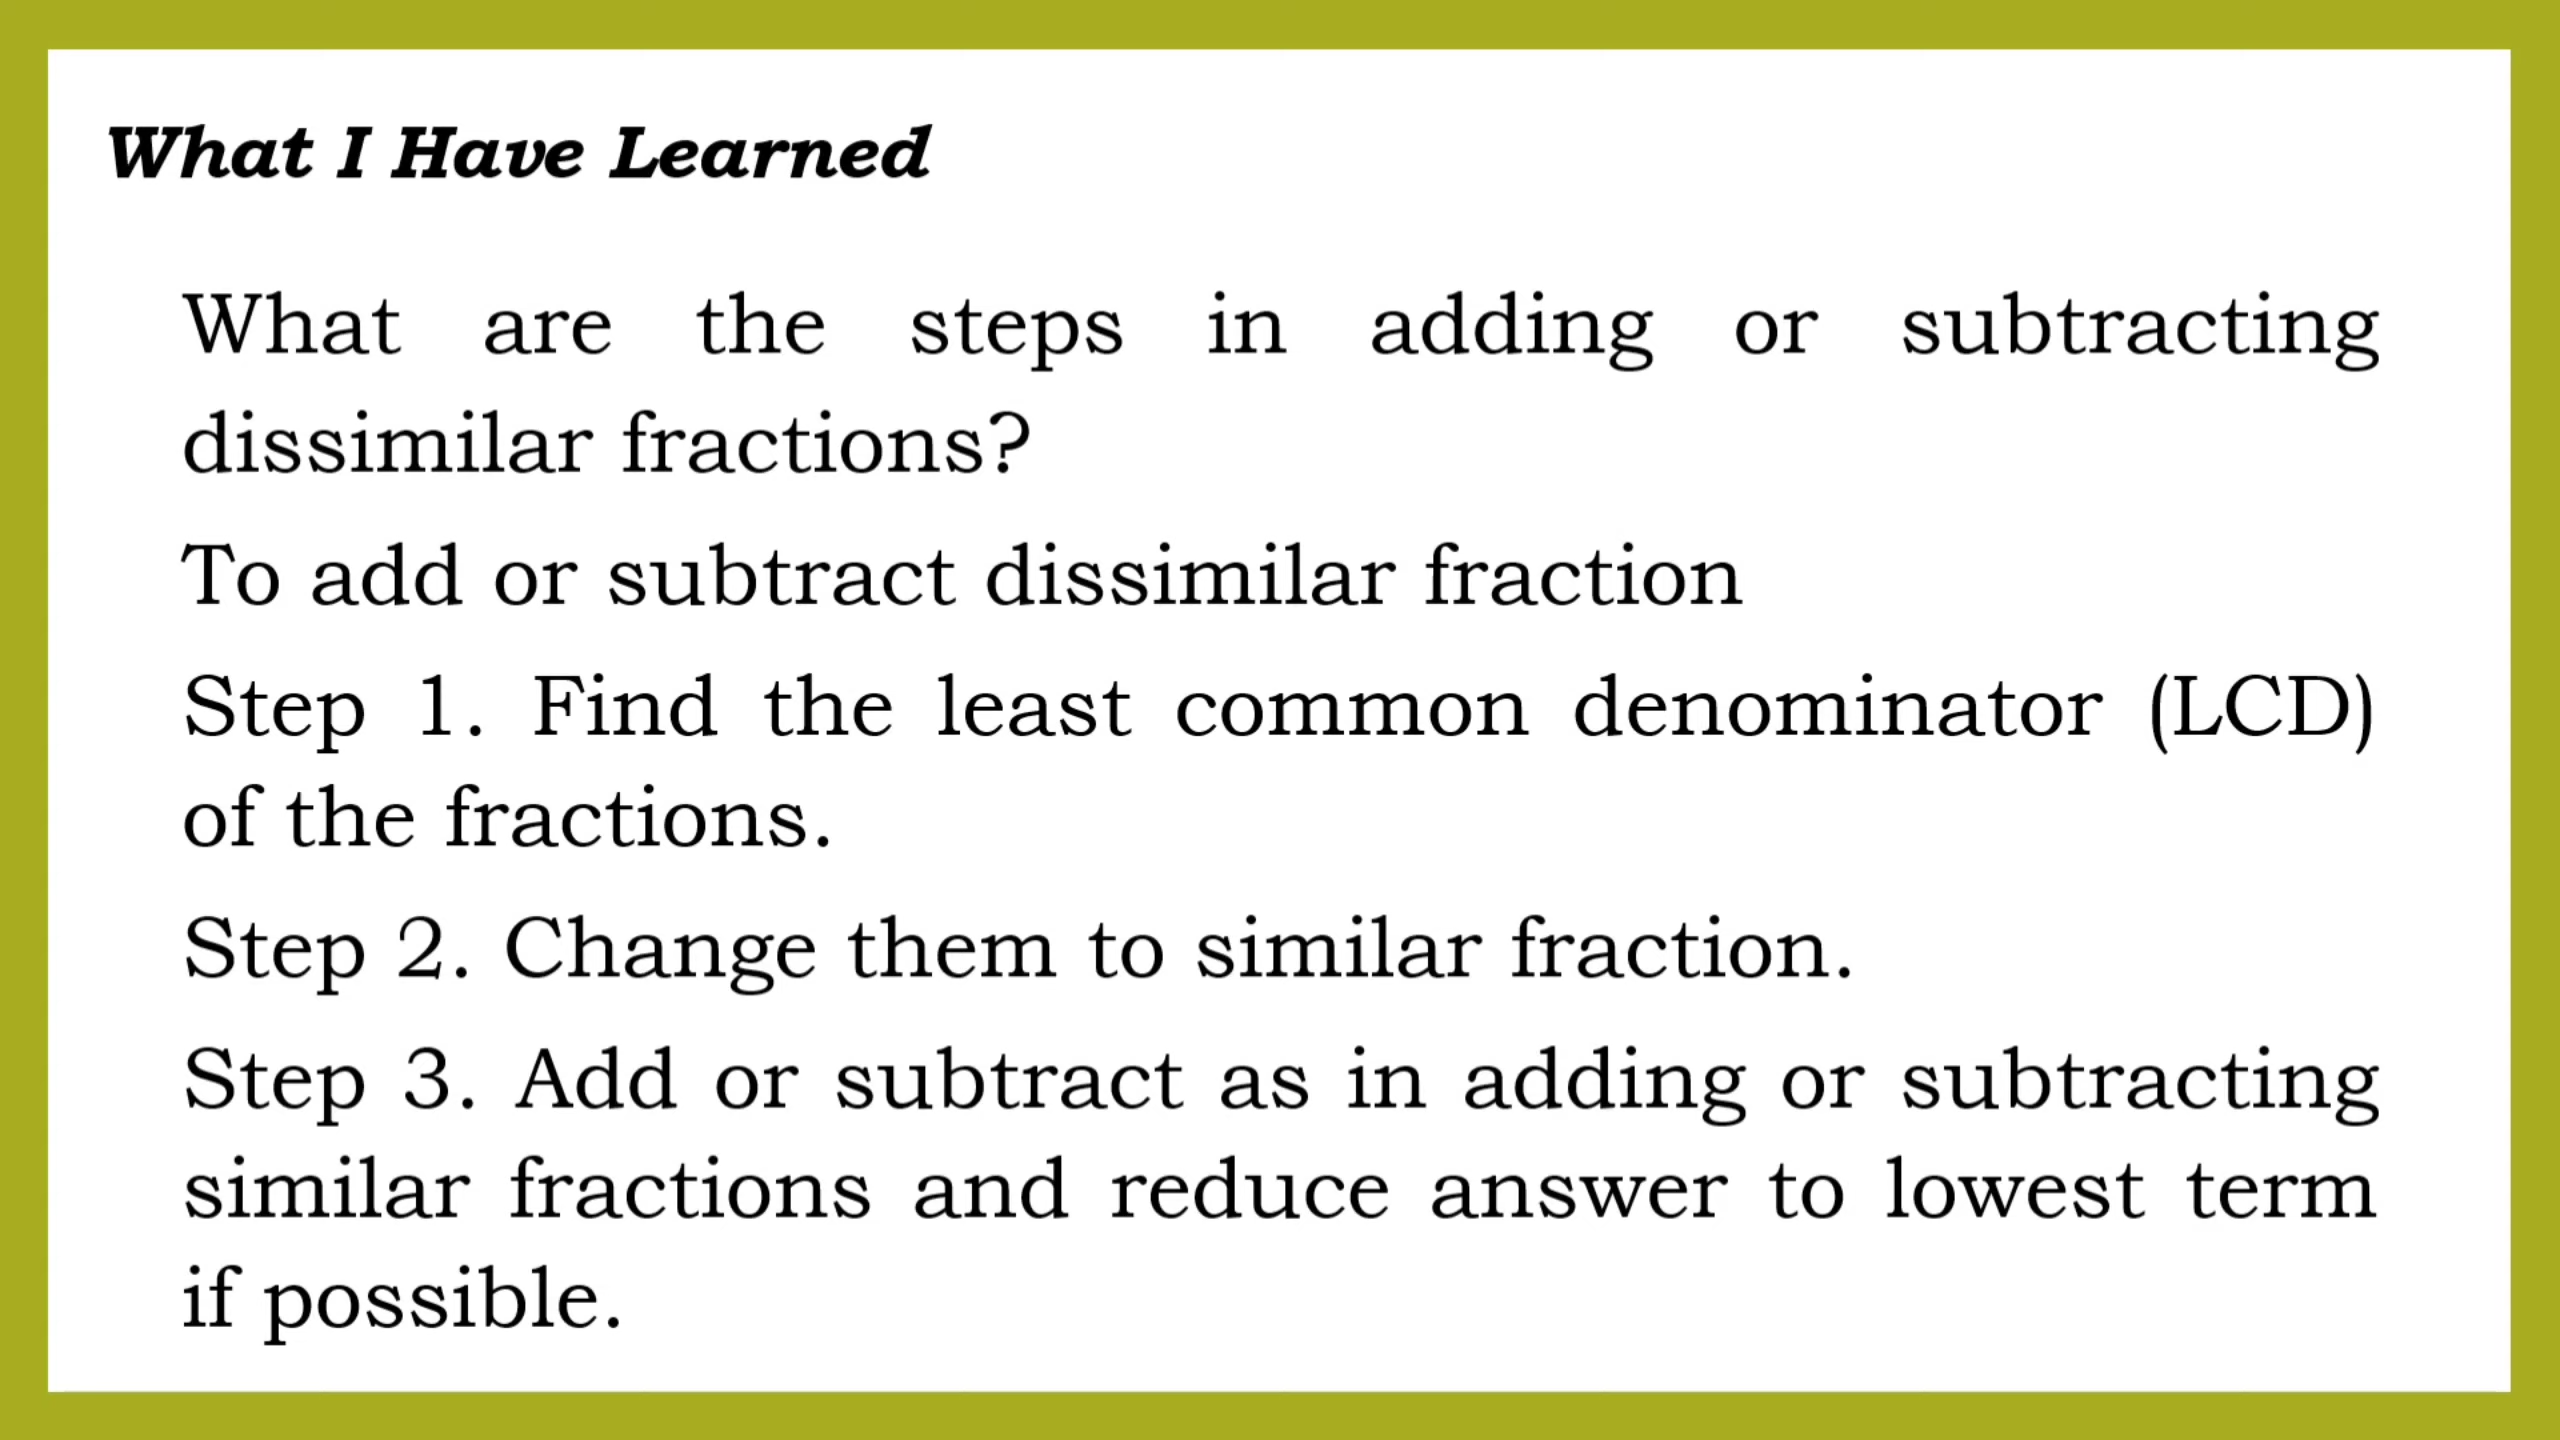 What I Have Learned
What are the steps in adding or subtracting
dissimilar fractions?
To add or subtract dissimilar fraction
Step 1. Find the least common denominator (LCD)
of the fractions.
Step 2. Change them to similar fraction.
Step 3. Add or subtract as in adding or subtracting
similar fractions and reduce answer to lowest term
if possible.